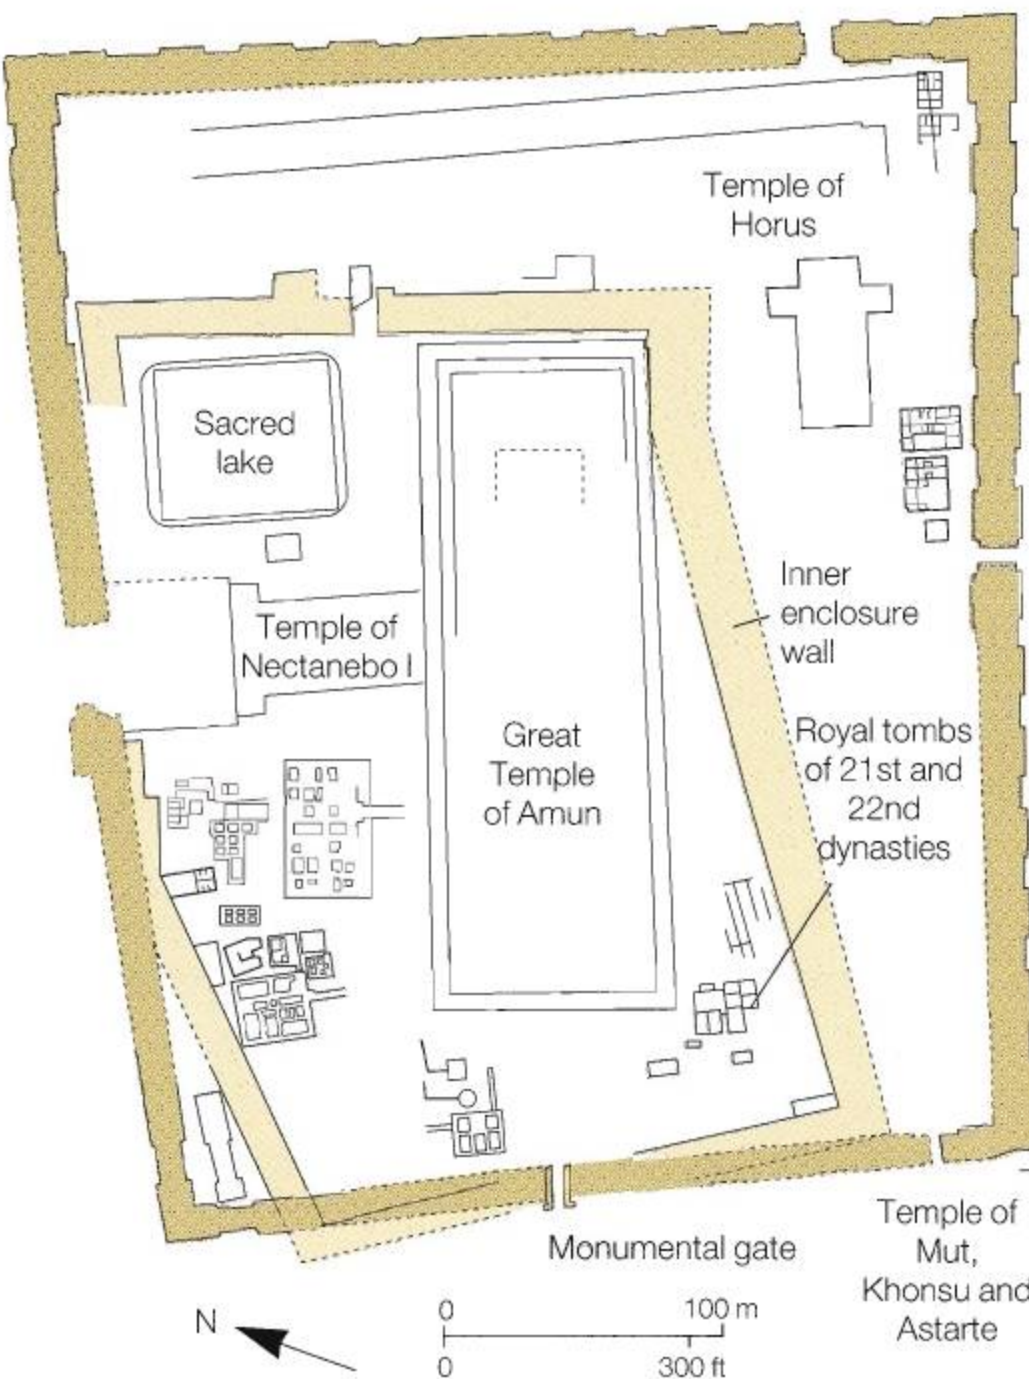 Temple of
Horus
Sacred
lake
Inner
enclosure
wall
Temple of
Nectanebo I
Great
Temple
of Amun
Royal tombs
of 21st and
22nd
dynasties
Monumental gate
Temple of
Mut,
Khonsu and
Astarte
N
0 100 m
0 300 ft